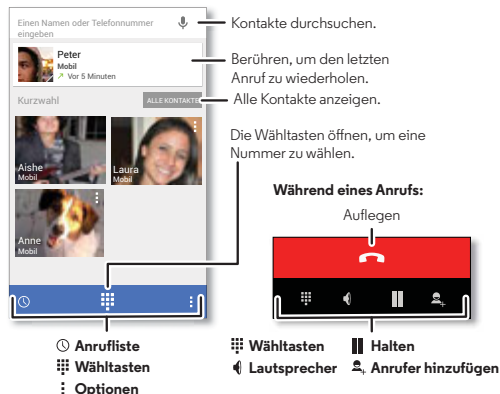 Einen Namen oder Telefonnummer
eingeben
Kontakte durchsuchen.
Peter
Mobil
Vor 5 Minuten
Berühren, um den letzten
Anruf zu wiederholen.
Kurzwahl
ALLE KONTAKTE
Alle Kontakte anzeigen.
Die Wähltasten öffnen, um eine
Nummer zu wählen.
Aishe
Mobil
Laura
Mobil
Anne
Mobil
Während eines Anrufs:
Auflegen
Anrufliste
Wähltasten
Optionen
Wähltasten
Halten
Lautsprecher
Anrufer hinzufügen